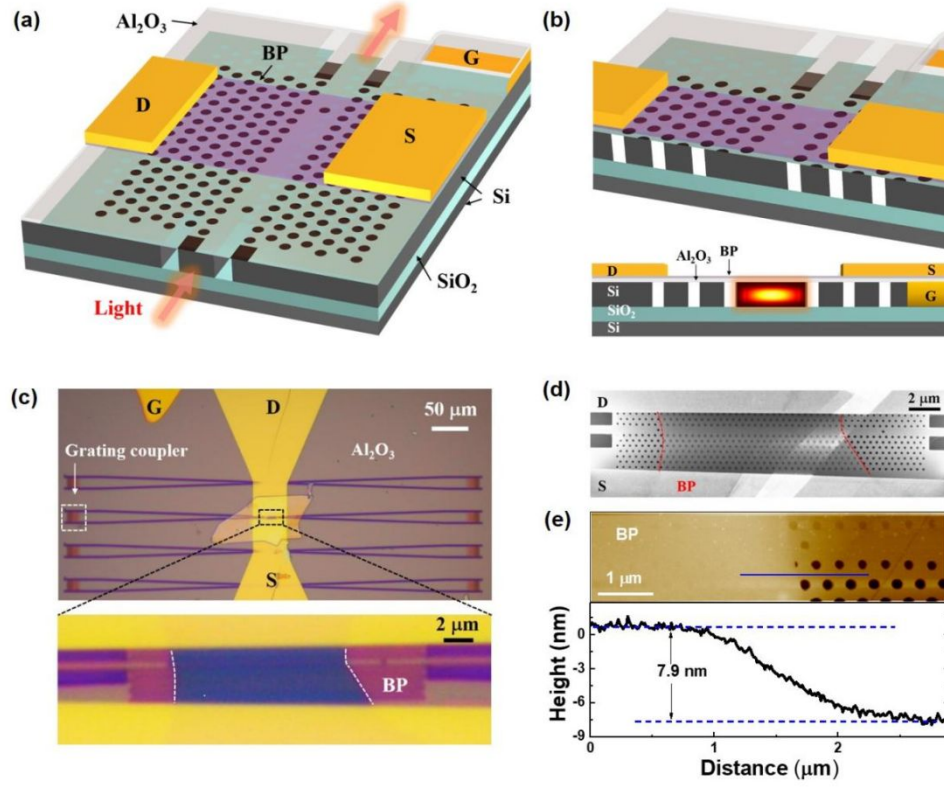 (a)
Al₂O₃
BP
G
D
S
Si
SiO₂
Light
(b)
Al₂O₃
BP
D
S
Si
G
SiO₂
Si
(c)
G
D
50 μm
Grating coupler
Al₂O₃
S
2 μm
BP
(d)
2 μm
D
S
BP
(e)
BP
1 μm
Height (nm)
0
-3
-6
-9
7.9 nm
0
1
2
Distance (μm)